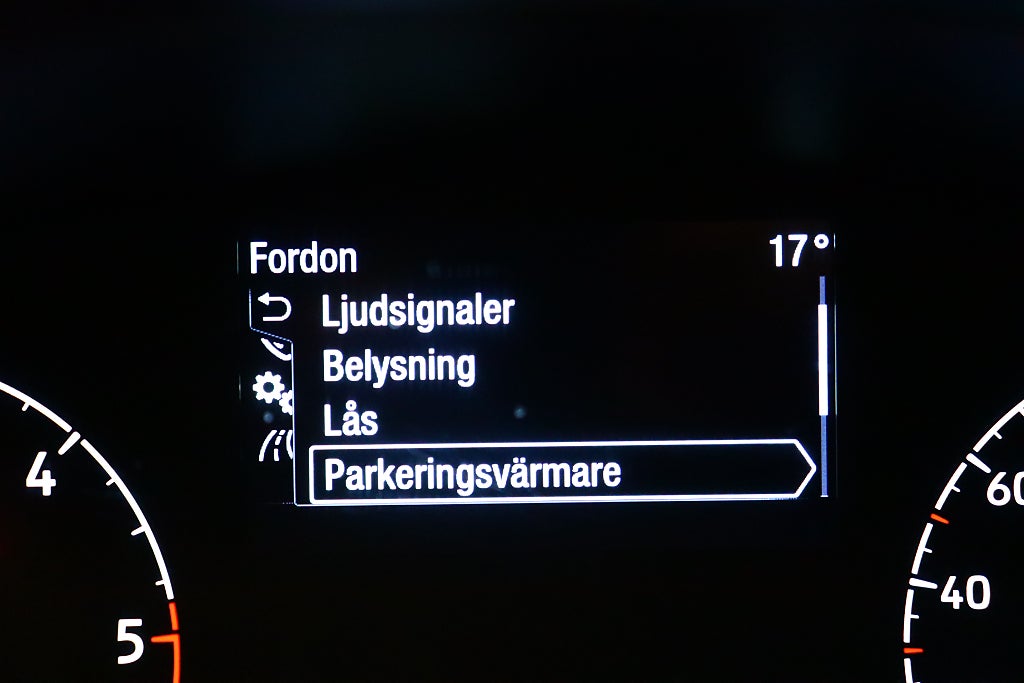 Fordon 17°
Ljudsignaler
Belysning
Lås
Parkeringsvärmare
4
5
60
40